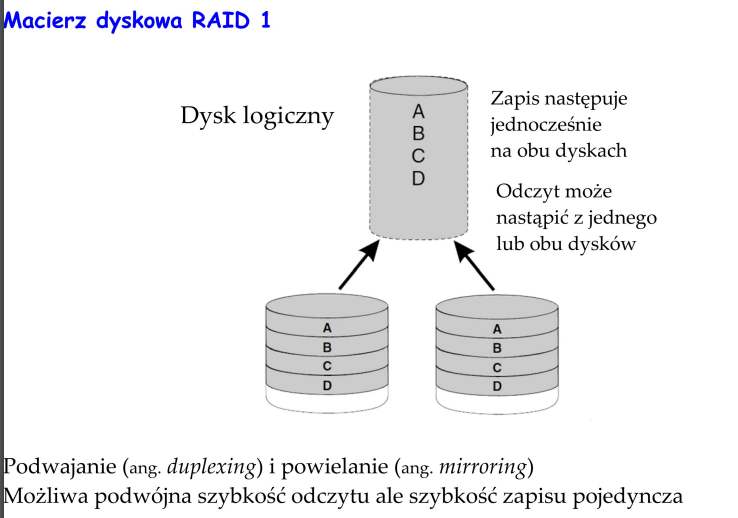 Macierz dyskowa RAID 1
Dysk logiczny
A
B
C
D
Zapis następuje
jednocześnie
na obu dyskach
Odczyt może
nastąpić z jednego
lub obu dysków
A
B
C
D
A
B
C
D
Podwajanie (ang. duplexing) i powielanie (ang. mirroring)
Możliwa podwójna szybkość odczytu ale szybkość zapisu pojedyncza